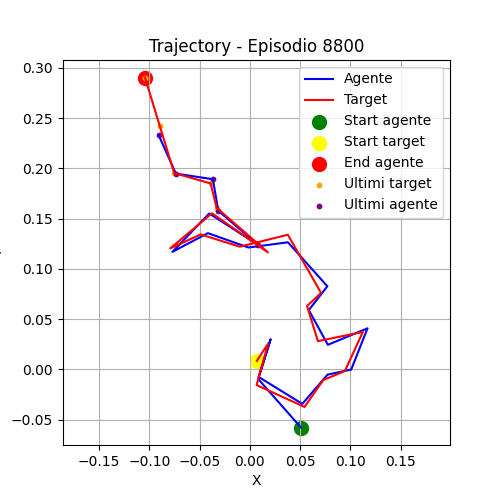 Trajectory - Episodio 8800
Agente
Target
Start agente
Start target
End agente
Ultimi target
Ultimi agente
0.30
0.25
0.20
0.15
0.10
0.05
0.00
−0.05
−0.15 −0.10 −0.05 0.00 0.05 0.10 0.15
X